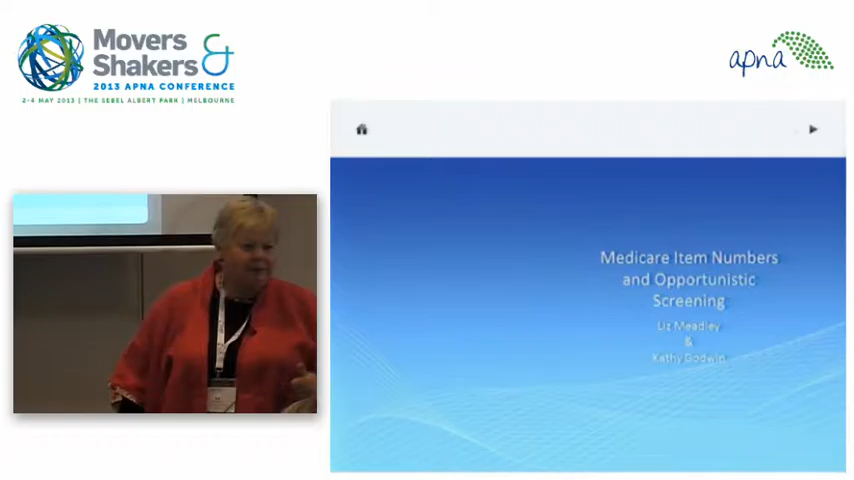 Movers
Shakers &
2013 APNA CONFERENCE
2-4 MAY 2013 | THE SEBEL ALBERT PARK | MELBOURNE
apna
Medicare Item Numbers
and Opportunistic
Screening
Liz Meadley
&
Kathy Godwin